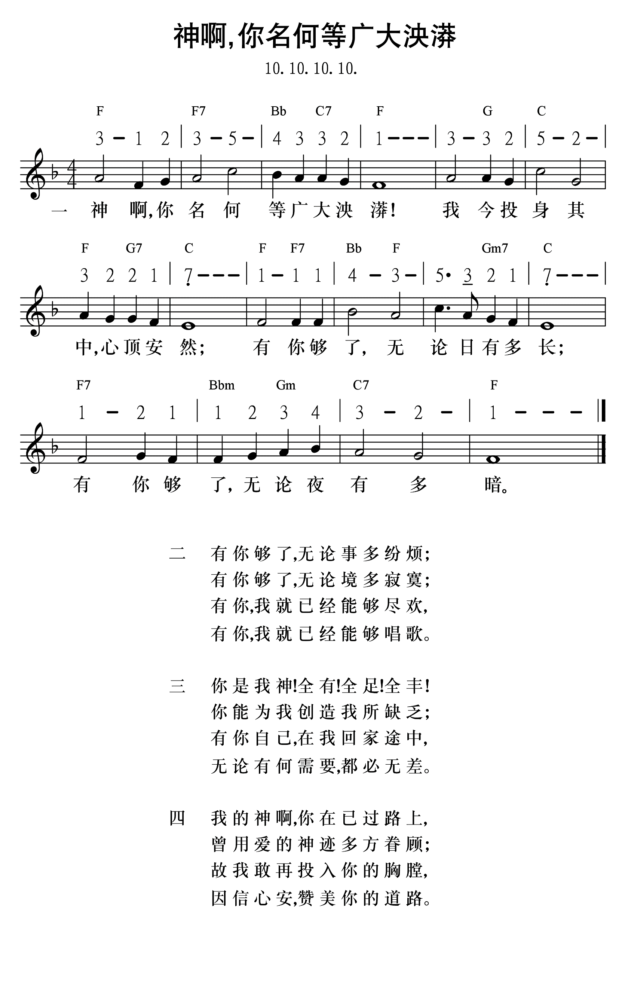 神啊,你名何等广大泱漭
10. 10. 10. 10.
F F7 Bb C7 F G C
3 - 1 2 | 3 - 5 - | 4 3 3 2 | 1 - - - | 3 - 3 2 | 5 - 2 - |
4
4
一 神 啊,你 名 何 等 广 大 泱 漭! 我 今 投 身 其
F G7 C F F7 Bb F Gm7 C
3 2 2 1 | 7 - - - | 1 - 1 1 | 4 - 3 - | 5• 3 2 1 | 7 - - - |
中,心 顶 安 然; 有 你 够 了, 无 论 日 有 多 长;
F7 Bbm Gm C7 F
1 - 2 1 | 1 2 3 4 | 3 - 2 - | 1 - - - |
有 你 够 了, 无 论 夜 有 多 暗。
二 有你够了,无论事多纷烦;
有你够了,无论境多寂寞;
有你,我就已经能够尽欢,
有你,我就已经能够唱歌。
三 你是我神!全有!全足!全丰!
你能为我创造我所缺乏;
有你自己,在我回家途中,
无论有何需要,都必无差。
四 我的神啊,你在已过路上,
曾用爱的神迹多方眷顾;
故我敢再投入你的胸膛,
因信心安,赞美你的道路。